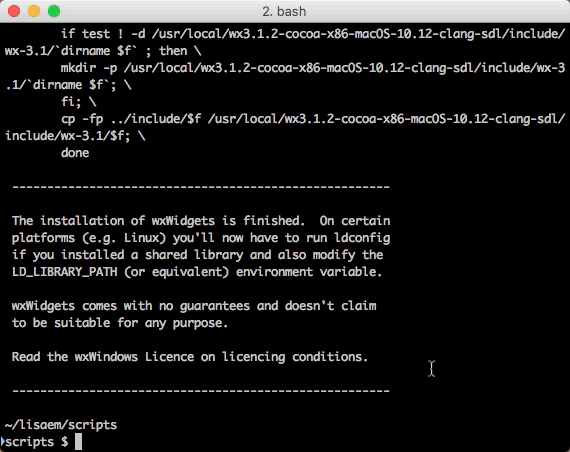 2. bash
if test ! -d /usr/local/wx3.1.2-cocoa-x86-macOS-10.12-clang-sdl/include/
wx-3.1/`dirname $f` ; then \
mkdir -p /usr/local/wx3.1.2-cocoa-x86-macOS-10.12-clang-sdl/include/wx-3
.1/`dirname $f`; \
fi; \
cp -fp ../include/$f /usr/local/wx3.1.2-cocoa-x86-macOS-10.12-clang-sdl/
include/wx-3.1/$f; \
done
------------------------------------------------------
The installation of wxWidgets is finished.  On certain
platforms (e.g. Linux) you'll now have to run ldconfig
if you installed a shared library and also modify the
LD_LIBRARY_PATH (or equivalent) environment variable.
wxWidgets comes with no guarantees and doesn't claim
to be suitable for any purpose.
Read the wxWindows Licence on licencing conditions.
------------------------------------------------------
~/lisaem/scripts
scripts $